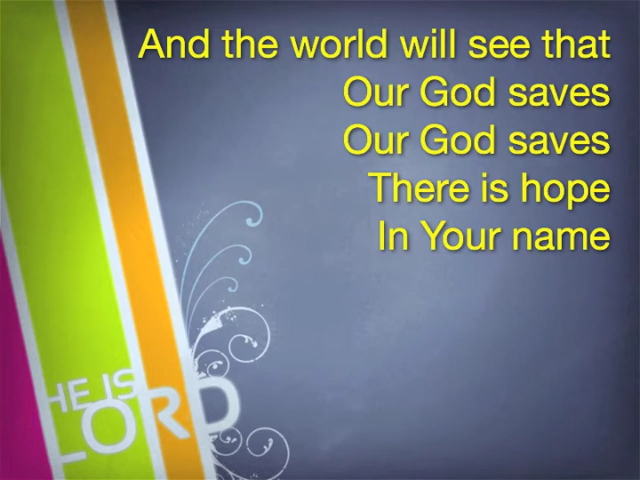 And the world will see that
Our God saves
Our God saves
There is hope
In Your name
HE IS
LORD